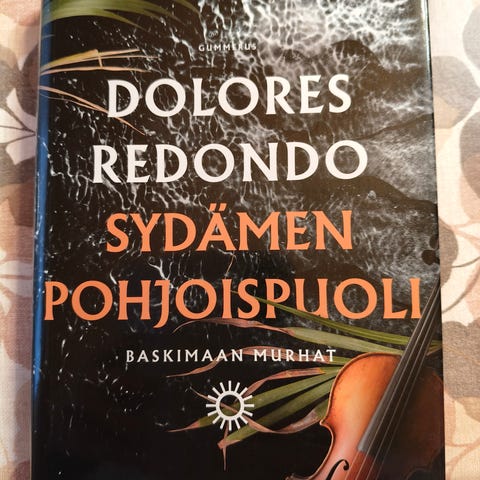 GUMMERUS
DOLORES
REDONDO
SYDÄMEN
POHJOISPUOLI
BASKIMAAN MURHAT